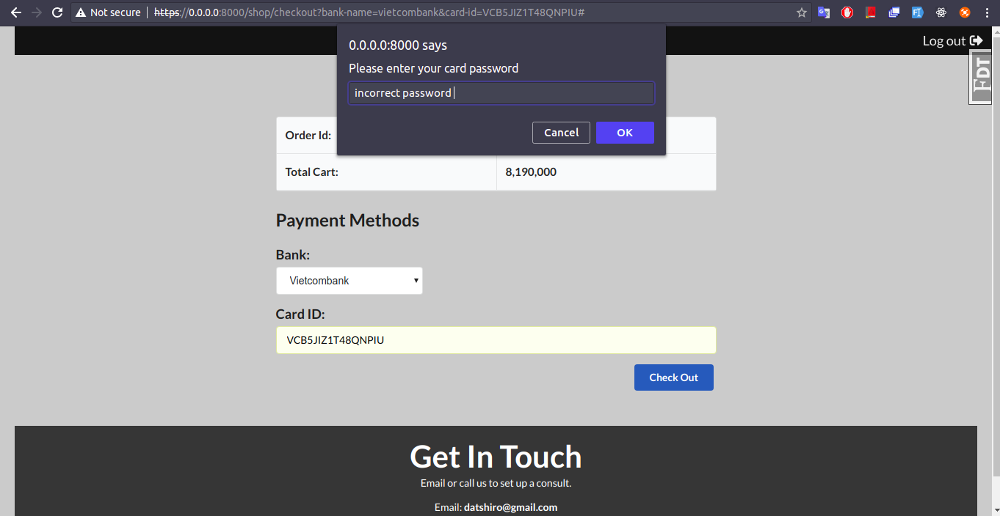 Not secure | https://0.0.0.0:8000/shop/checkout?bank-name=vietcombank&card-id=VCB5JIZ1T48QNPIU#
Log out
0.0.0.0:8000 says
Please enter your card password
incorrect password
Cancel OK
FDT
Order Id:
Total Cart: 8,190,000
Payment Methods
Bank:
Vietcombank
Card ID:
VCB5JIZ1T48QNPIU
Check Out
Get In Touch
Email or call us to set up a consult.
Email: datshiro@gmail.com